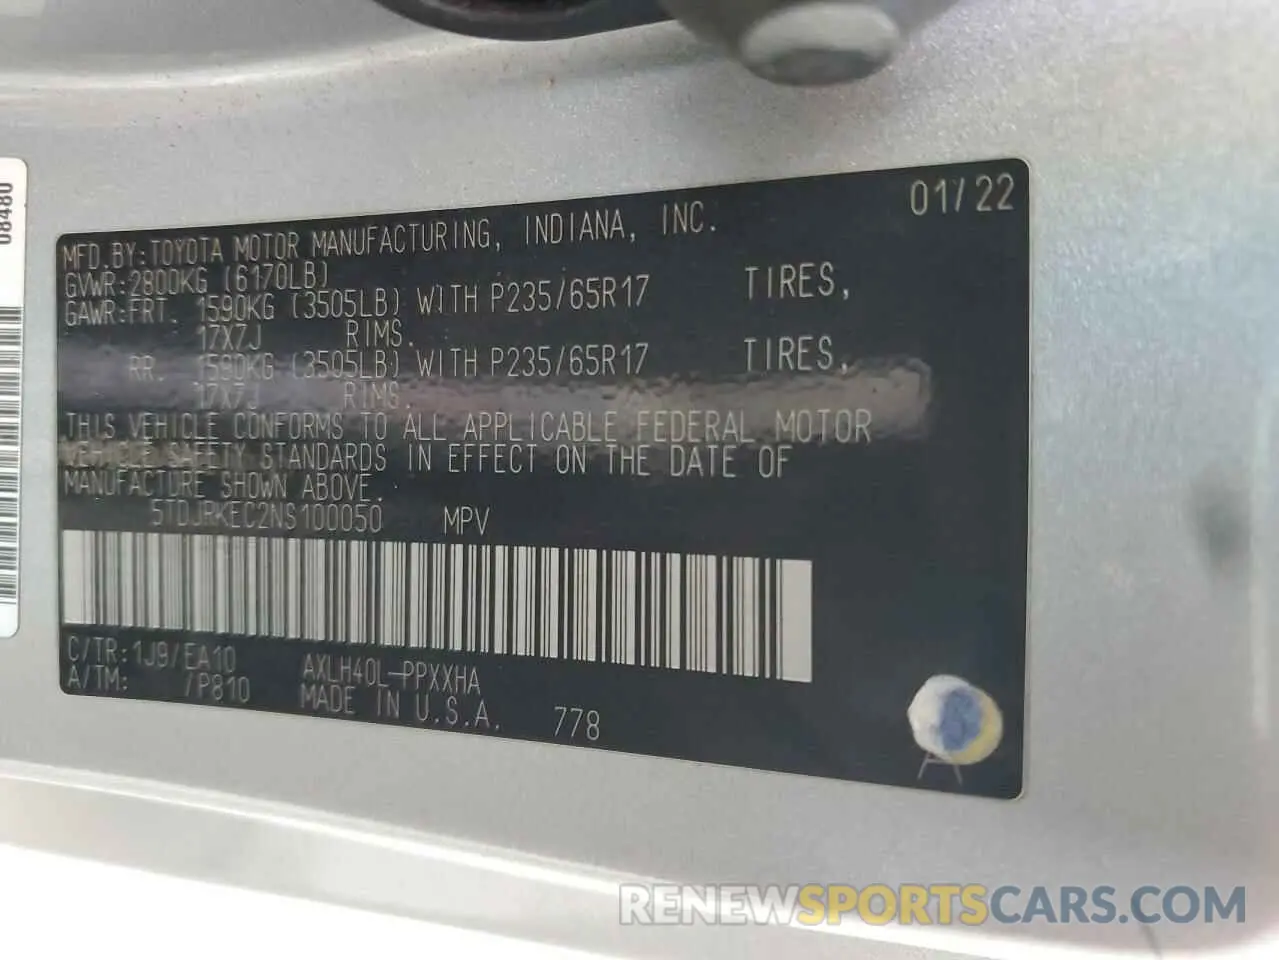 08480
01/22
MFD.BY:TOYOTA MOTOR MANUFACTURING, INDIANA, INC.
GVWR:2800KG (6170LB)
GAWR:FRT. 1590KG (3505LB) WITH P235/65R17 TIRES,
17X7J RIMS.
RR. 1590KG (3505LB) WITH P235/65R17 TIRES,
17X7J RIMS.
THIS VEHICLE CONFORMS TO ALL APPLICABLE FEDERAL MOTOR
VEHICLE SAFETY STANDARDS IN EFFECT ON THE DATE OF
MANUFACTURE SHOWN ABOVE.
5TDJRKEC2NS100050 MPV
C/TR:1J9/EA10 AXLH40L-PPXXHA
A/TM: /P810 MADE IN U.S.A. 778
RENEWSPORTSCARS.COM